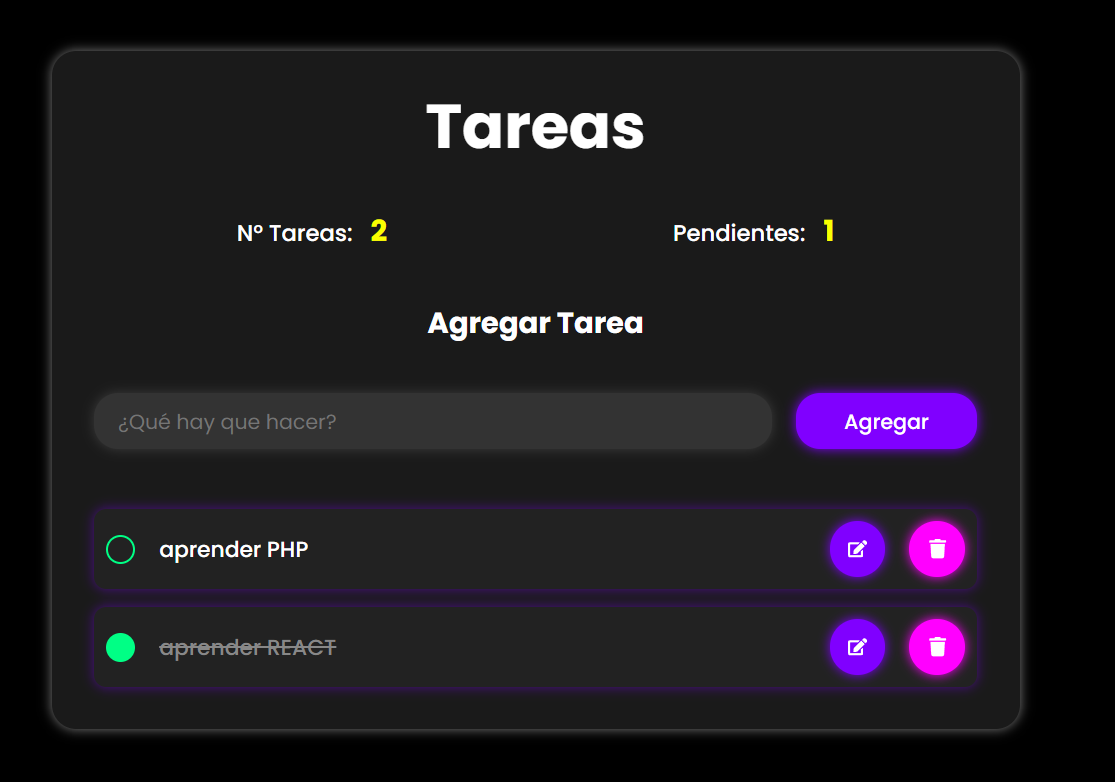 Tareas
Nº Tareas: 2
Pendientes: 1
Agregar Tarea
¿Qué hay que hacer?
Agregar
aprender PHP
aprender REACT